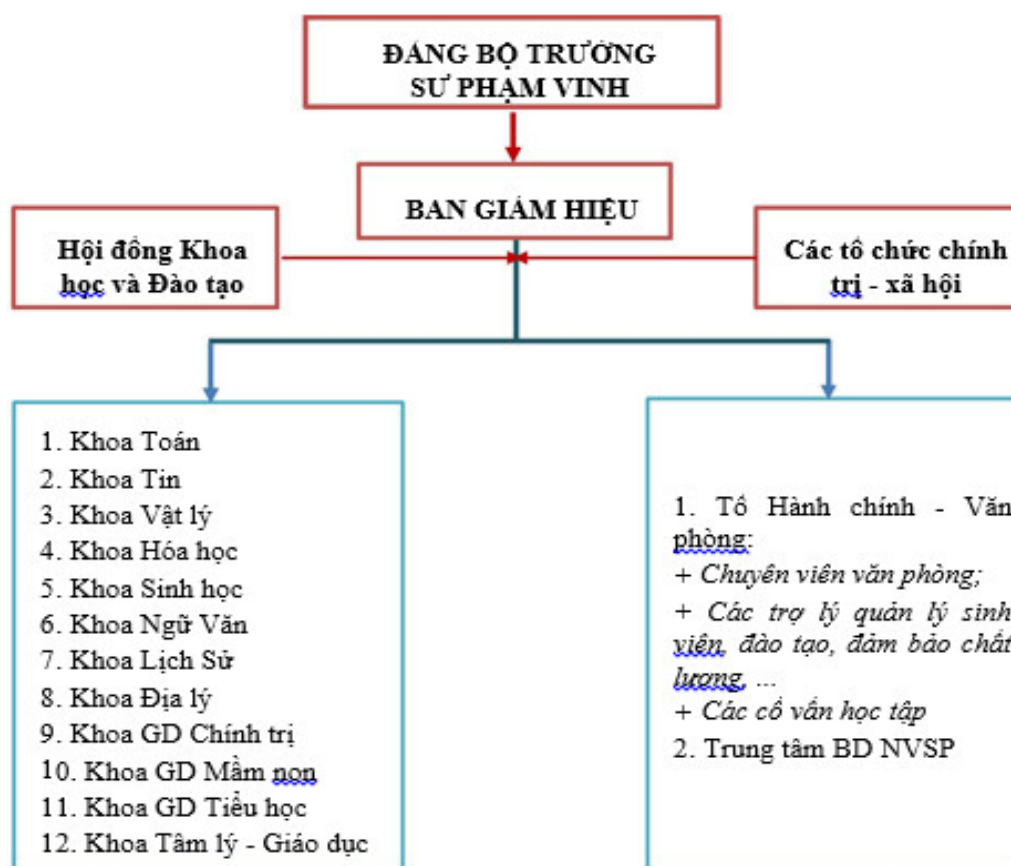 ĐẢNG BỘ TRƯỜNG
SƯ PHẠM VINH
BAN GIÁM HIỆU
Hội đồng Khoa
học và Đào tạo
Các tổ chức chính
trị - xã hội
1. Khoa Toán
2. Khoa Tin
3. Khoa Vật lý
4. Khoa Hóa học
5. Khoa Sinh học
6. Khoa Ngữ Văn
7. Khoa Lịch Sử
8. Khoa Địa lý
9. Khoa GD Chính trị
10. Khoa GD Mầm non
11. Khoa GD Tiểu học
12. Khoa Tâm lý - Giáo dục
1. Tổ Hành chính - Văn
phòng:
+ Chuyên viên văn phòng;
+ Các trợ lý quản lý sinh
viên, đào tạo, đảm bảo chất
lượng, ...
+ Các cố vấn học tập
2. Trung tâm BD NVSP